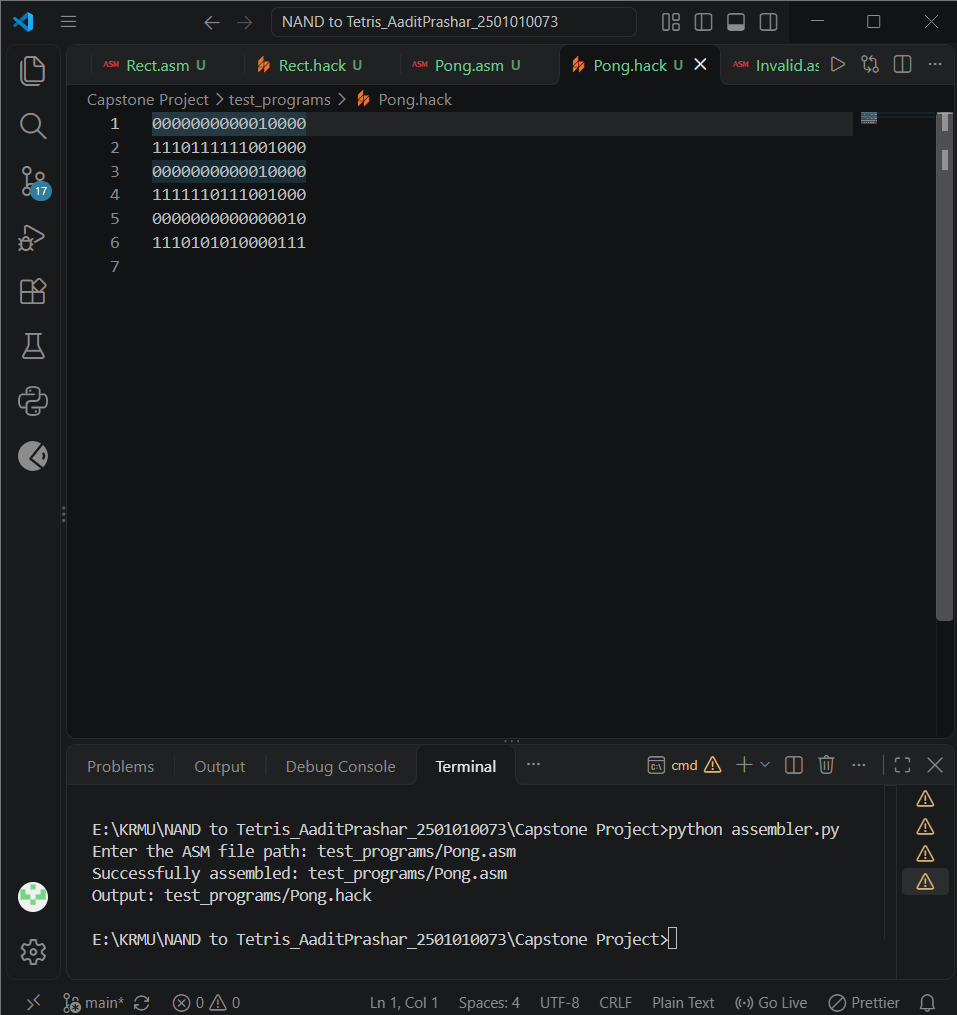 NAND to Tetris_AaditPrashar_2501010073
ASM Rect.asm U Rect.hack U ASM Pong.asm U Pong.hack U ASM Invalid.as
Capstone Project > test_programs > Pong.hack
1 0000000000010000
2 1110111111001000
3 0000000000010000
4 1111110111001000
5 0000000000000010
6 1110101010000111
7
17
Problems Output Debug Console Terminal ... cmd
E:\KRMU\NAND to Tetris_AaditPrashar_2501010073\Capstone Project>python assembler.py
Enter the ASM file path: test_programs/Pong.asm
Successfully assembled: test_programs/Pong.asm
Output: test_programs/Pong.hack
E:\KRMU\NAND to Tetris_AaditPrashar_2501010073\Capstone Project>
main* 0 0 Ln 1, Col 1 Spaces: 4 UTF-8 CRLF Plain Text Go Live Prettier